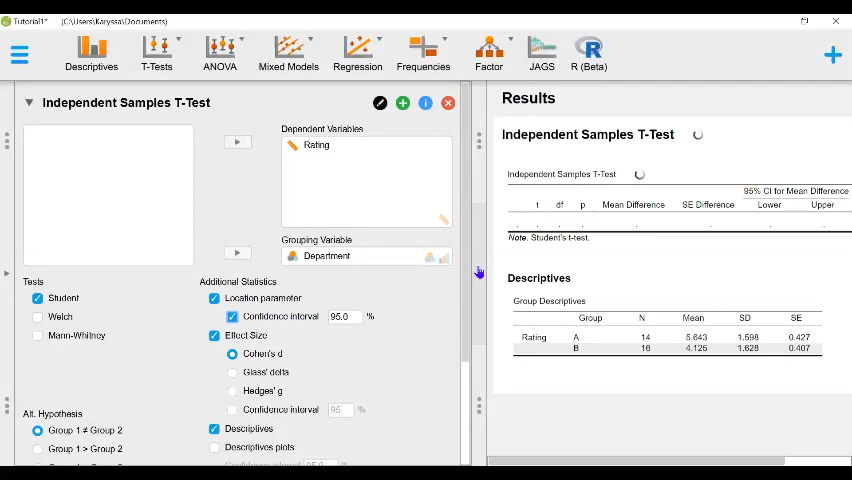 Tutorial1* (C:\Users\Karyssa\Documents)
Descriptives T-Tests ANOVA Mixed Models Regression Frequencies Factor JAGS R (Beta)
Independent Samples T-Test
Dependent Variables
Rating
Grouping Variable
Department
Tests
Student
Welch
Mann-Whitney
Alt. Hypothesis
Group 1 ≠ Group 2
Group 1 > Group 2
Additional Statistics
Location parameter
Confidence interval 95.0 %
Effect Size
Cohen's d
Glass' delta
Hedges' g
Confidence interval 95 %
Descriptives
Descriptives plots
Confidence interval 95.0 %
Results
Independent Samples T-Test
Independent Samples T-Test
95% CI for Mean Difference
t df p Mean Difference SE Difference Lower Upper
. . . . . . .
Note. Student's t-test.
Descriptives
Group Descriptives
Group N Mean SD SE
Rating A 14 5.643 1.598 0.427
B 16 4.125 1.628 0.407